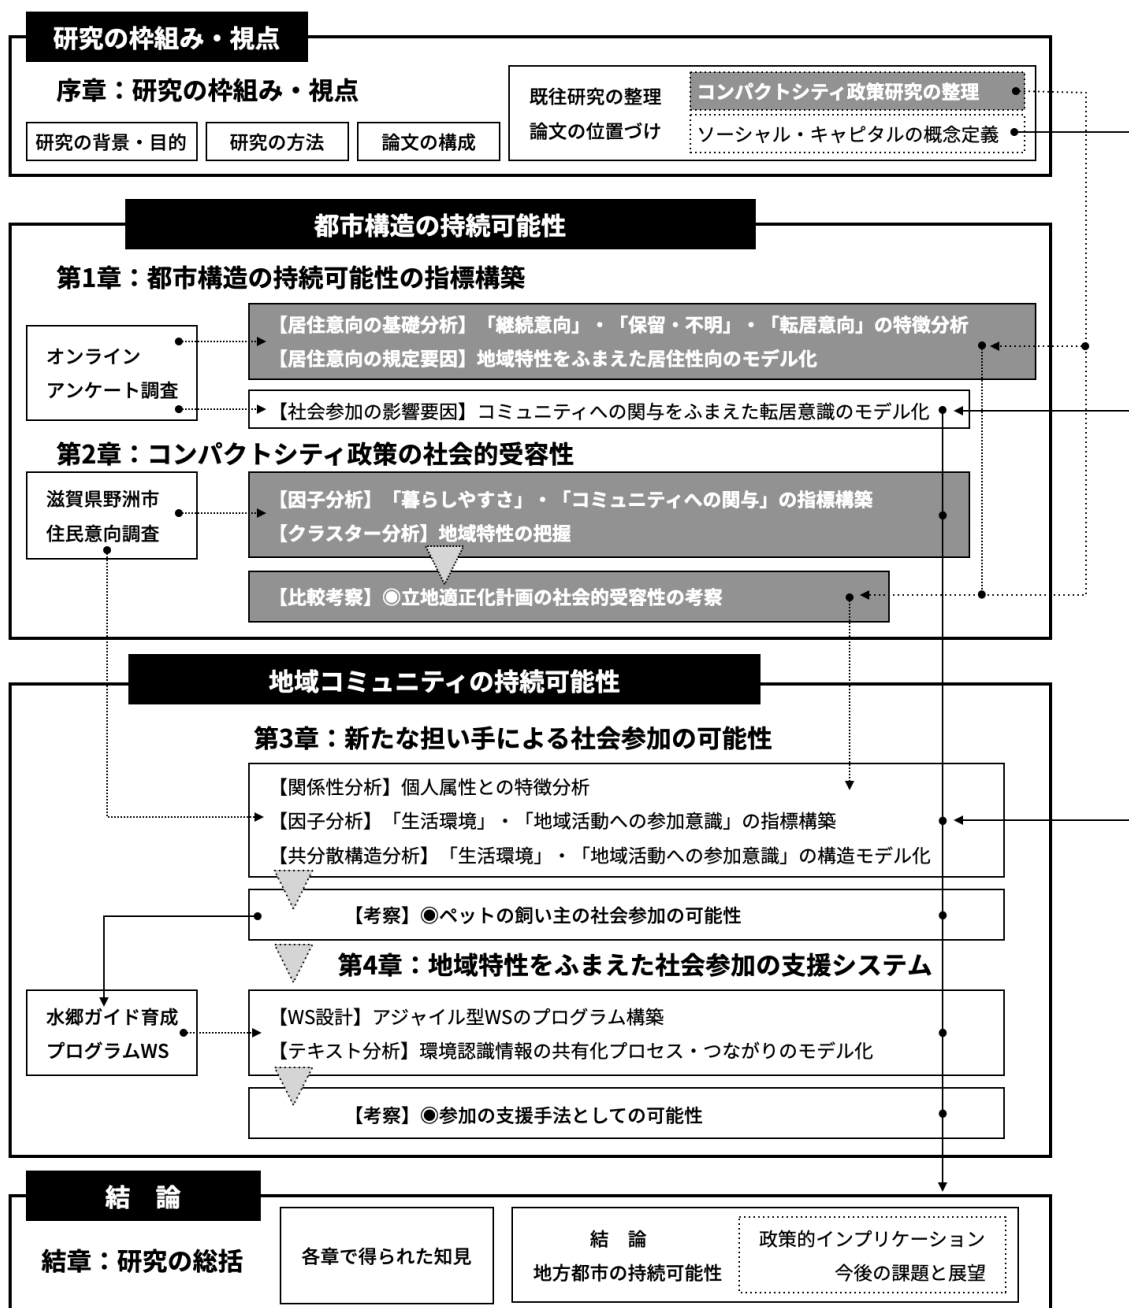 研究の枠組み・視点
序章：研究の枠組み・視点
研究の背景・目的
研究の方法
論文の構成
既往研究の整理
論文の位置づけ
コンパクトシティ政策研究の整理
ソーシャル・キャピタルの概念定義
都市構造の持続可能性
第1章：都市構造の持続可能性の指標構築
オンライン
アンケート調査
【居住意向の基礎分析】「継続意向」・「保留・不明」・「転居意向」の特徴分析
【居住意向の規定要因】地域特性をふまえた居住性向のモデル化
【社会参加の影響要因】コミュニティへの関与をふまえた転居意識のモデル化
第2章：コンパクトシティ政策の社会的受容性
滋賀県野洲市
住民意向調査
【因子分析】「暮らしやすさ」・「コミュニティへの関与」の指標構築
【クラスター分析】地域特性の把握
【比較考察】◉立地適正化計画の社会的受容性の考察
地域コミュニティの持続可能性
第3章：新たな担い手による社会参加の可能性
【関係性分析】個人属性との特徴分析
【因子分析】「生活環境」・「地域活動への参加意識」の指標構築
【共分散構造分析】「生活環境」・「地域活動への参加意識」の構造モデル化
【考察】◉ペットの飼い主の社会参加の可能性
第4章：地域特性をふまえた社会参加の支援システム
水郷ガイド育成
プログラムWS
【WS設計】アジャイル型WSのプログラム構築
【テキスト分析】環境認識情報の共有化プロセス・つながりのモデル化
【考察】◉参加の支援手法としての可能性
結　論
結章：研究の総括
各章で得られた知見
結　論
地方都市の持続可能性
政策的インプリケーション
今後の課題と展望